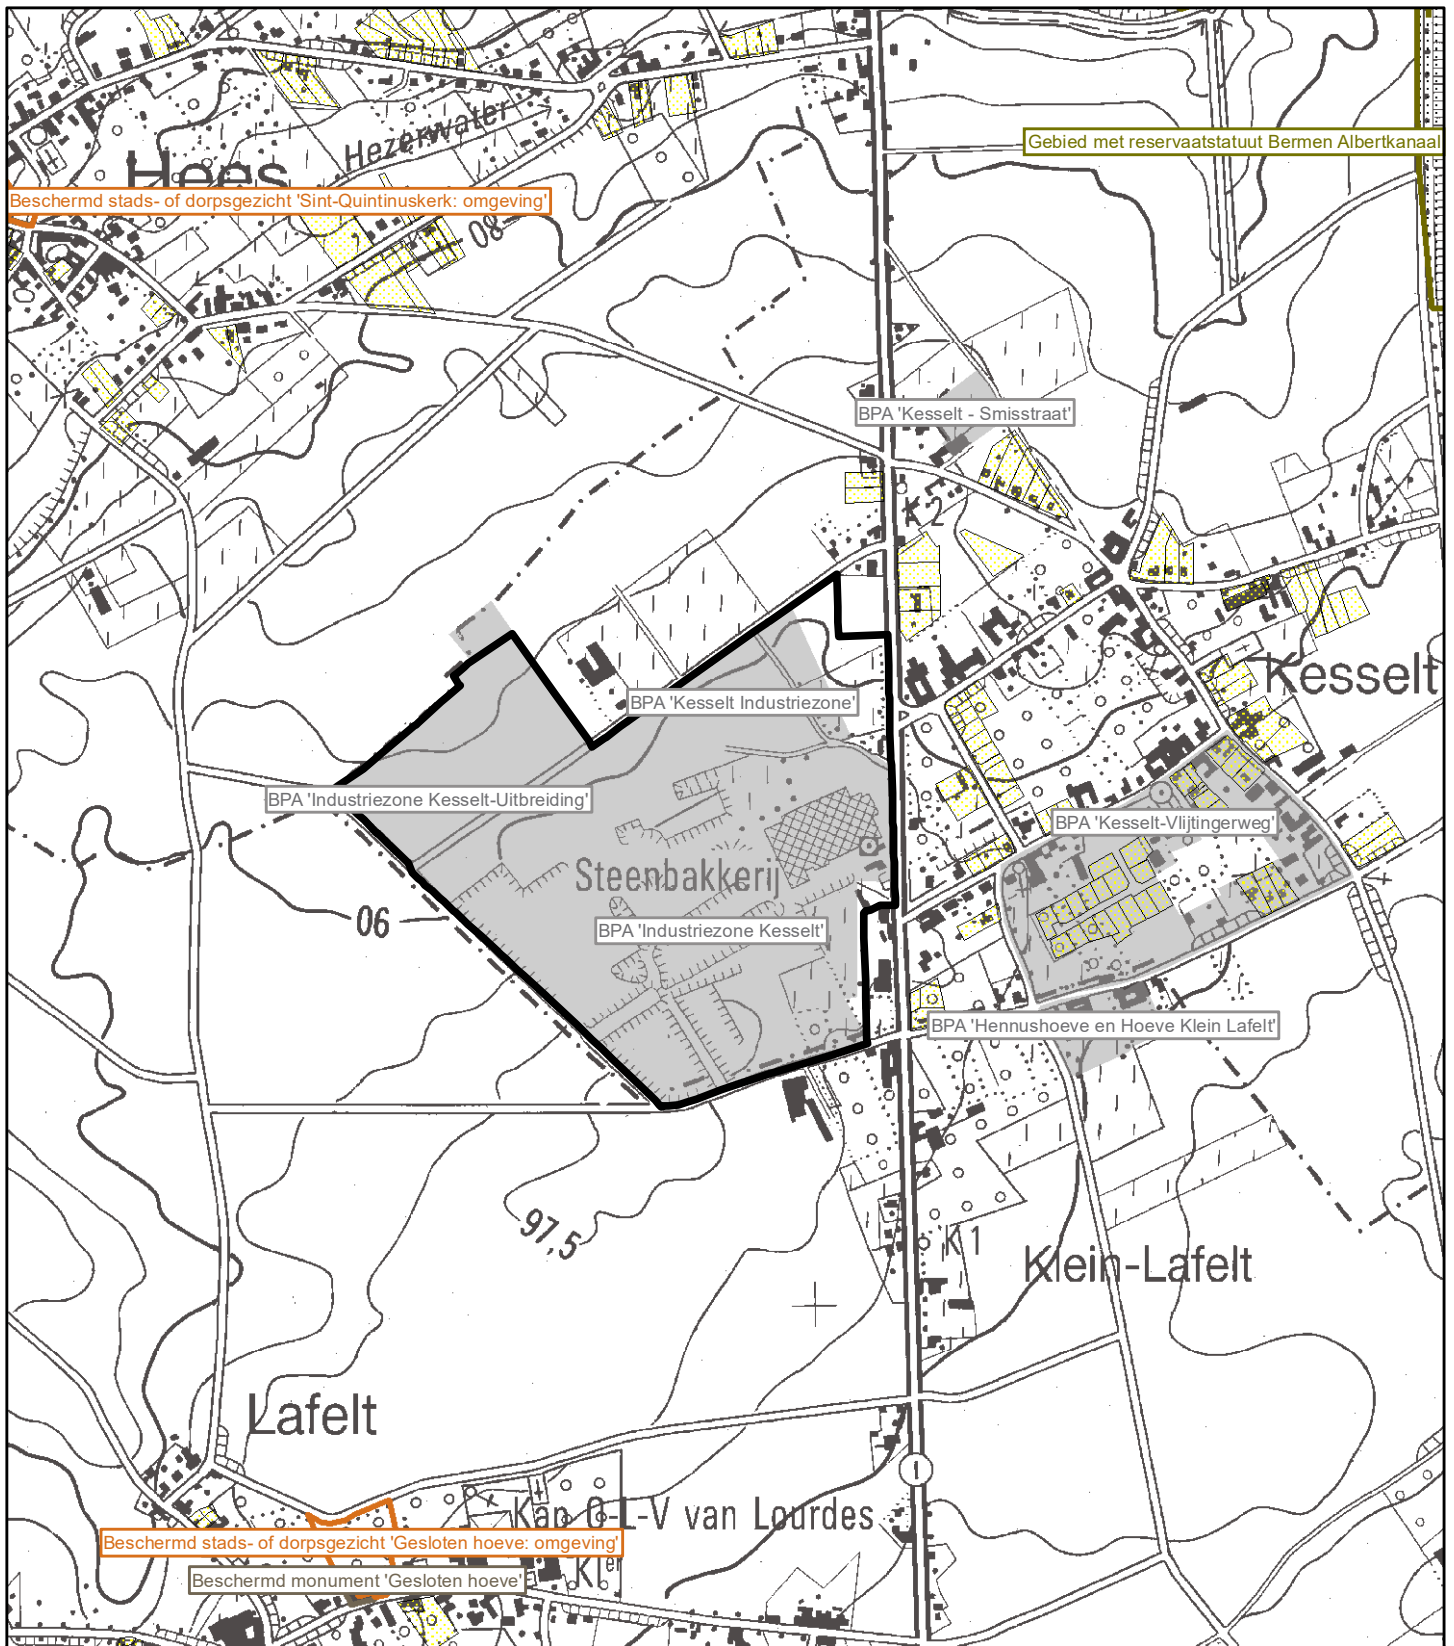 Hezerwater
Gebied met reservaatstatuut Bermen Albertkanaal
Hees
Beschermd stads- of dorpsgezicht 'Sint-Quintinuskerk: omgeving'
08
BPA 'Kesselt - Smisstraat'
K 2
Kesselt
BPA 'Kesselt Industriezone'
BPA 'Industriezone Kesselt-Uitbreiding'
BPA 'Kesselt-Vlijtingerweg'
Steenbakkerij
06
BPA 'Industriezone Kesselt'
BPA 'Hennushoeve en Hoeve Klein Lafelt'
97,5
K 1
Klein-Lafelt
Lafelt
1
Kap O-L-V van Lourdes
Beschermd stads- of dorpsgezicht 'Gesloten hoeve: omgeving'
Beschermd monument 'Gesloten hoeve'